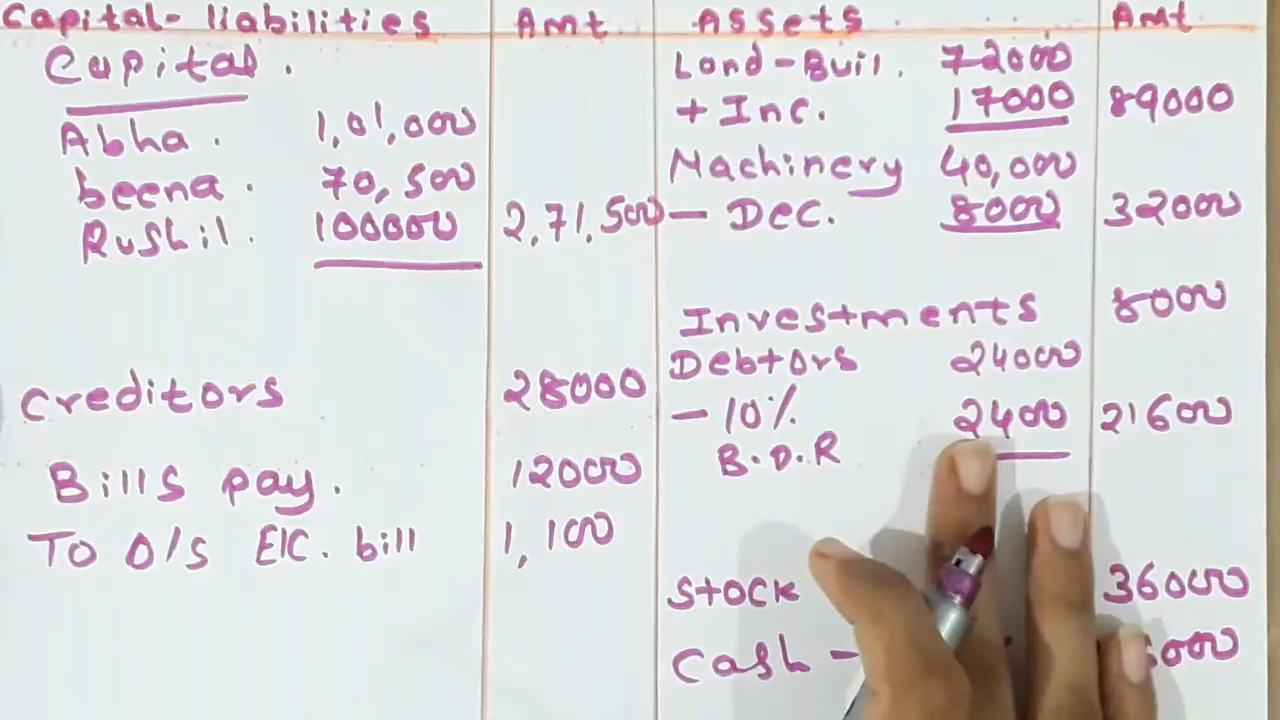 Capital- liabilities Amt Assets. Amt
Capital.
Abha. 1,01,000
beena. 70,500
Rushil. 100000 2,71,500
Creditors 28000
Bills pay. 12000
To O/S Elc. bill 1,100
Land-Buil. 72000
+ Inc. 17000 89000
Machinery 40,000
- Dec. 8000 32000
Investments 8000
Debtors 24000
- 10% 2400 21600
B.D.R
Stock 36000
Cash -